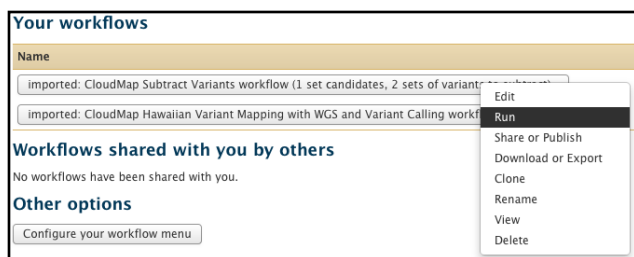 Your workflows
Name
imported: CloudMap Subtract Variants workflow (1 set candidates, 2 sets of variants to subtract)
imported: CloudMap Hawaiian Variant Mapping with WGS and Variant Calling
Edit
Run
Share or Publish
Download or Export
Clone
Rename
View
Delete
Workflows shared with you by others
No workflows have been shared with you.
Other options
Configure your workflow menu